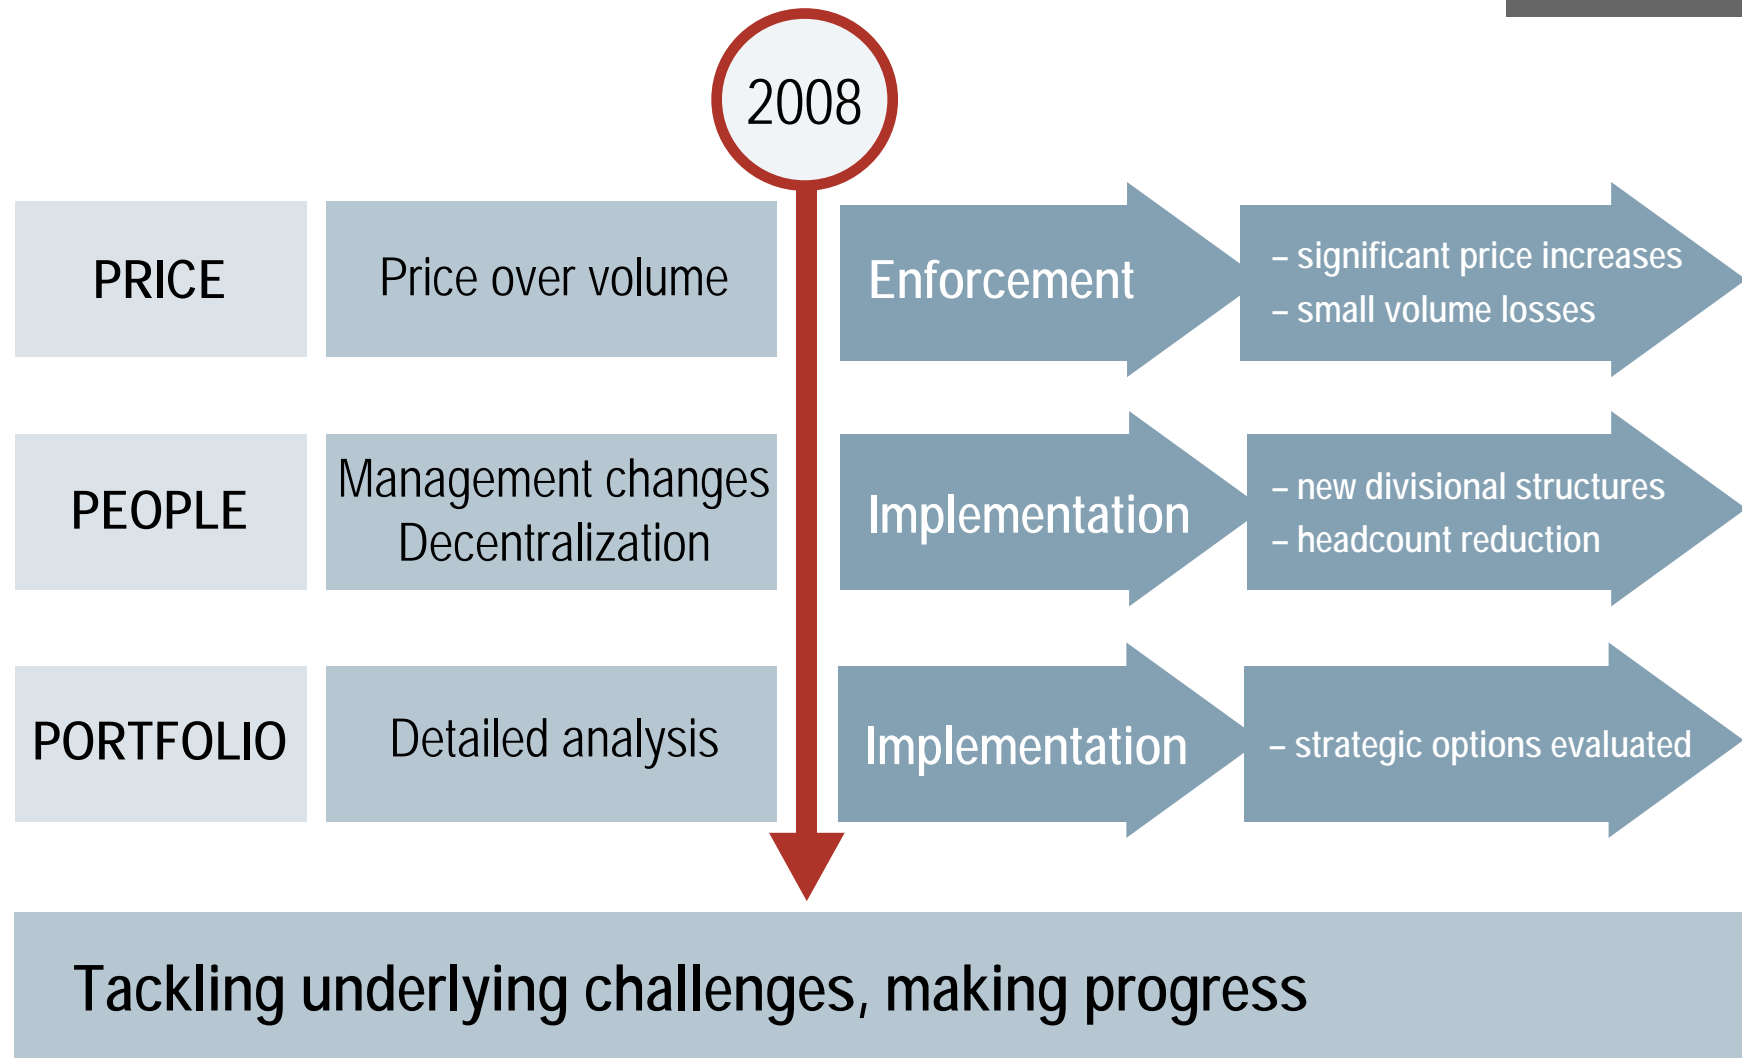 2008
PRICE
Price over volume
Enforcement
– significant price increases
– small volume losses
PEOPLE
Management changes
Decentralization
Implementation
– new divisional structures
– headcount reduction
PORTFOLIO
Detailed analysis
Implementation
– strategic options evaluated
Tackling underlying challenges, making progress